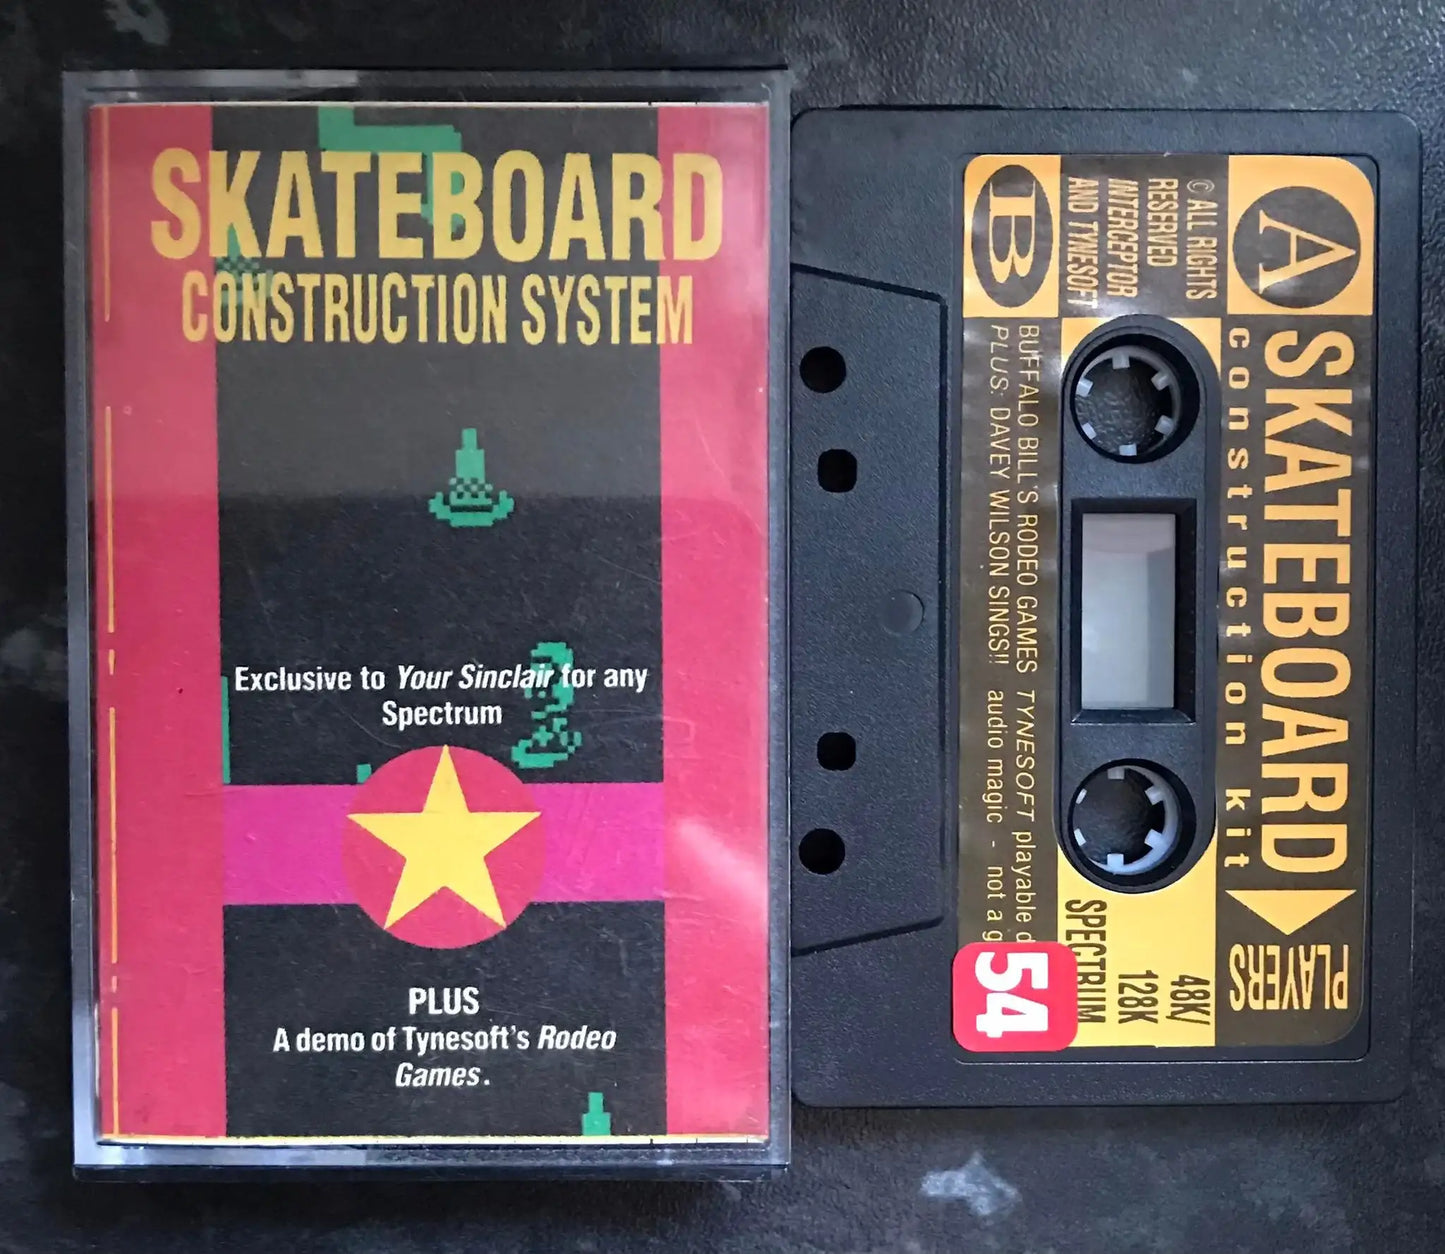 SKATEBOARD
CONSTRUCTION SYSTEM
Exclusive to Your Sinclair for any
Spectrum
PLUS
A demo of Tynesoft's Rodeo
Games.
A
SKATEBOARD
construction kit
PLAYERS
B
© ALL RIGHTS
RESERVED
INTERCEPTOR
AND TYNESOFT
48K/
128K
SPECTRUM
BUFFALO BILL'S RODEO GAMES TYNESOFT playable
PLUS: DAVEY WILSON SINGS!! audio magic - not a
54